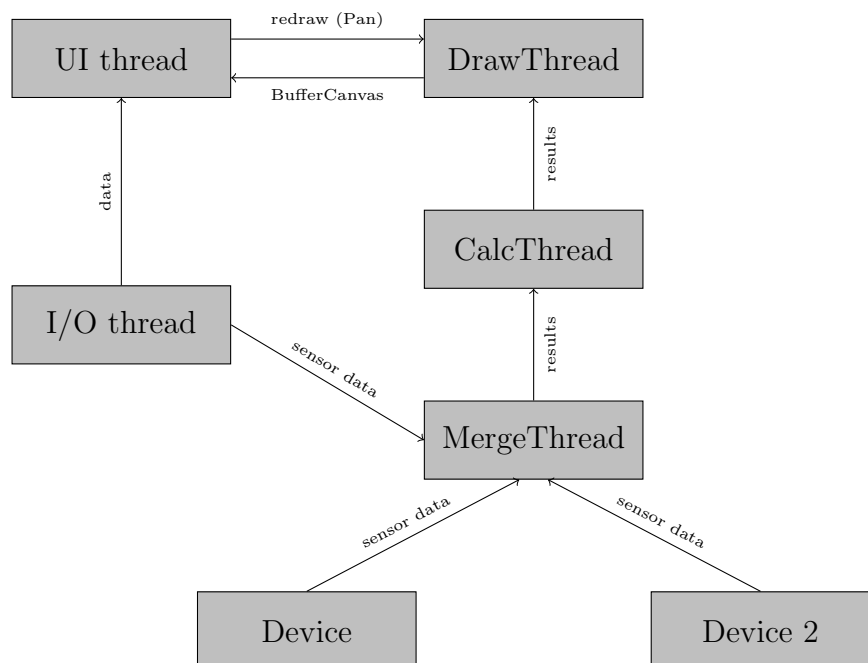 redraw (Pan)
UI thread
DrawThread
BufferCanvas
data
results
CalcThread
I/O thread
sensor data
results
MergeThread
sensor data
sensor data
Device
Device 2